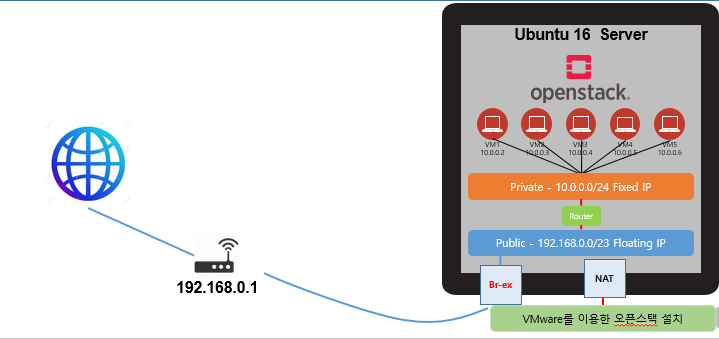 Ubuntu 16 Server
openstack.
VM1
10.0.0.2
VM2
10.0.0.3
VM3
10.0.0.4
VM4
10.0.0.5
VM5
10.0.0.6
Private - 10.0.0.0/24 Fixed IP
Router
Public - 192.168.0.0/23 Floating IP
Br-ex
NAT
192.168.0.1
VMware를 이용한 오픈스택 설치